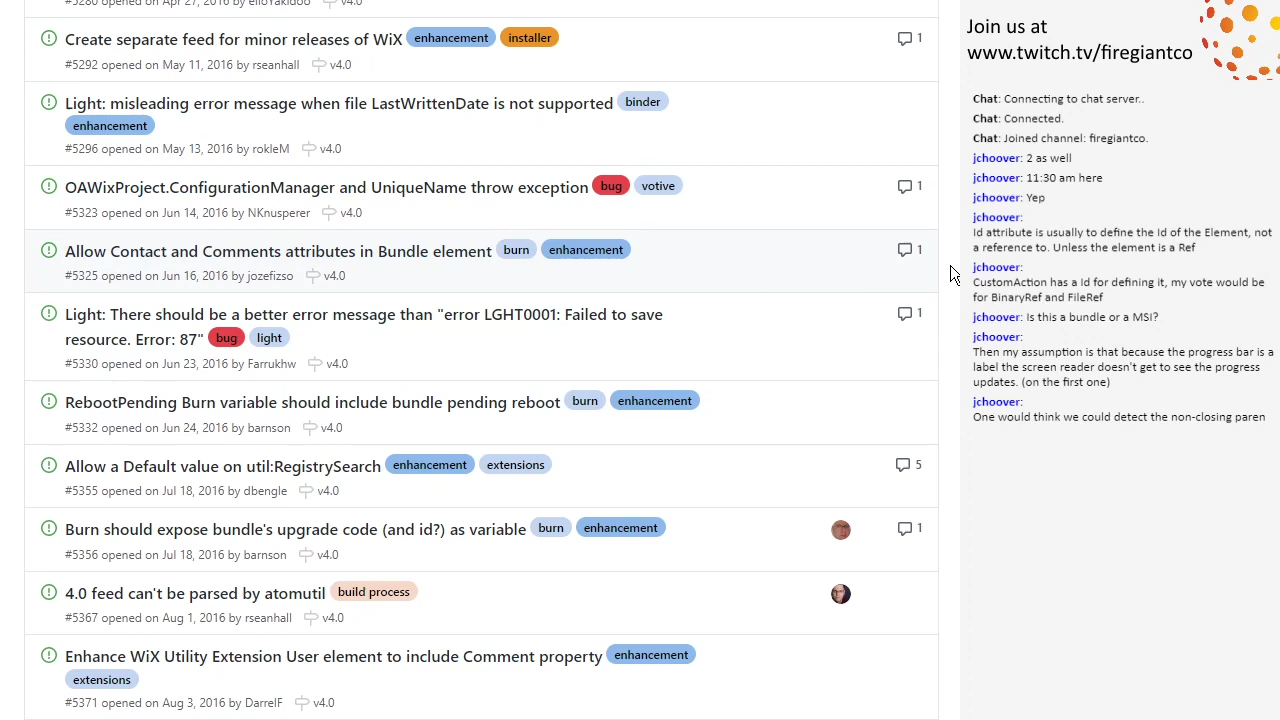 #5280 opened on Apr 27, 2016 by elloYakidoo v4.0
Create separate feed for minor releases of WiX enhancement installer 1
#5292 opened on May 11, 2016 by rseanhall v4.0
Light: misleading error message when file LastWrittenDate is not supported binder
enhancement
#5296 opened on May 13, 2016 by rokleM v4.0
OAWixProject.ConfigurationManager and UniqueName throw exception bug votive 1
#5323 opened on Jun 14, 2016 by NKnusperer v4.0
Allow Contact and Comments attributes in Bundle element burn enhancement 1
#5325 opened on Jun 16, 2016 by jozefizso v4.0
Light: There should be a better error message than "error LGHT0001: Failed to save 1
resource. Error: 87" bug light
#5330 opened on Jun 23, 2016 by Farrukhw v4.0
RebootPending Burn variable should include bundle pending reboot burn enhancement
#5332 opened on Jun 24, 2016 by barnson v4.0
Allow a Default value on util:RegistrySearch enhancement extensions 5
#5355 opened on Jul 18, 2016 by dbengle v4.0
Burn should expose bundle's upgrade code (and id?) as variable burn enhancement 1
#5356 opened on Jul 18, 2016 by barnson v4.0
4.0 feed can't be parsed by atomutil build process
#5367 opened on Aug 1, 2016 by rseanhall v4.0
Enhance WiX Utility Extension User element to include Comment property enhancement
extensions
#5371 opened on Aug 3, 2016 by DarrelF v4.0
Join us at
www.twitch.tv/firegiantco
Chat: Connecting to chat server..
Chat: Connected.
Chat: Joined channel: firegiantco.
jchoover: 2 as well
jchoover: 11:30 am here
jchoover: Yep
jchoover:
Id attribute is usually to define the Id of the Element, not
a reference to. Unless the element is a Ref
jchoover:
CustomAction has a Id for defining it, my vote would be
for BinaryRef and FileRef
jchoover: Is this a bundle or a MSI?
jchoover:
Then my assumption is that because the progress bar is a
label the screen reader doesn't get to see the progress
updates. (on the first one)
jchoover:
One would think we could detect the non-closing paren